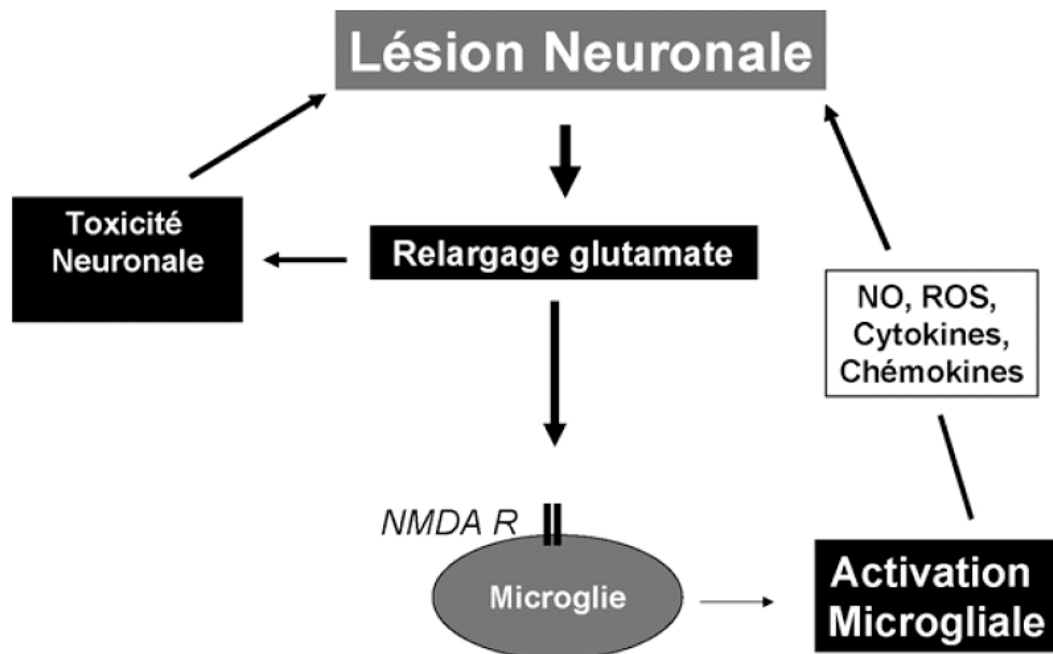 Lésion Neuronale
Toxicité
Neuronale
Relargage glutamate
NO, ROS,
Cytokines,
Chémokines
NMDA R
Microglie
Activation
Microgliale